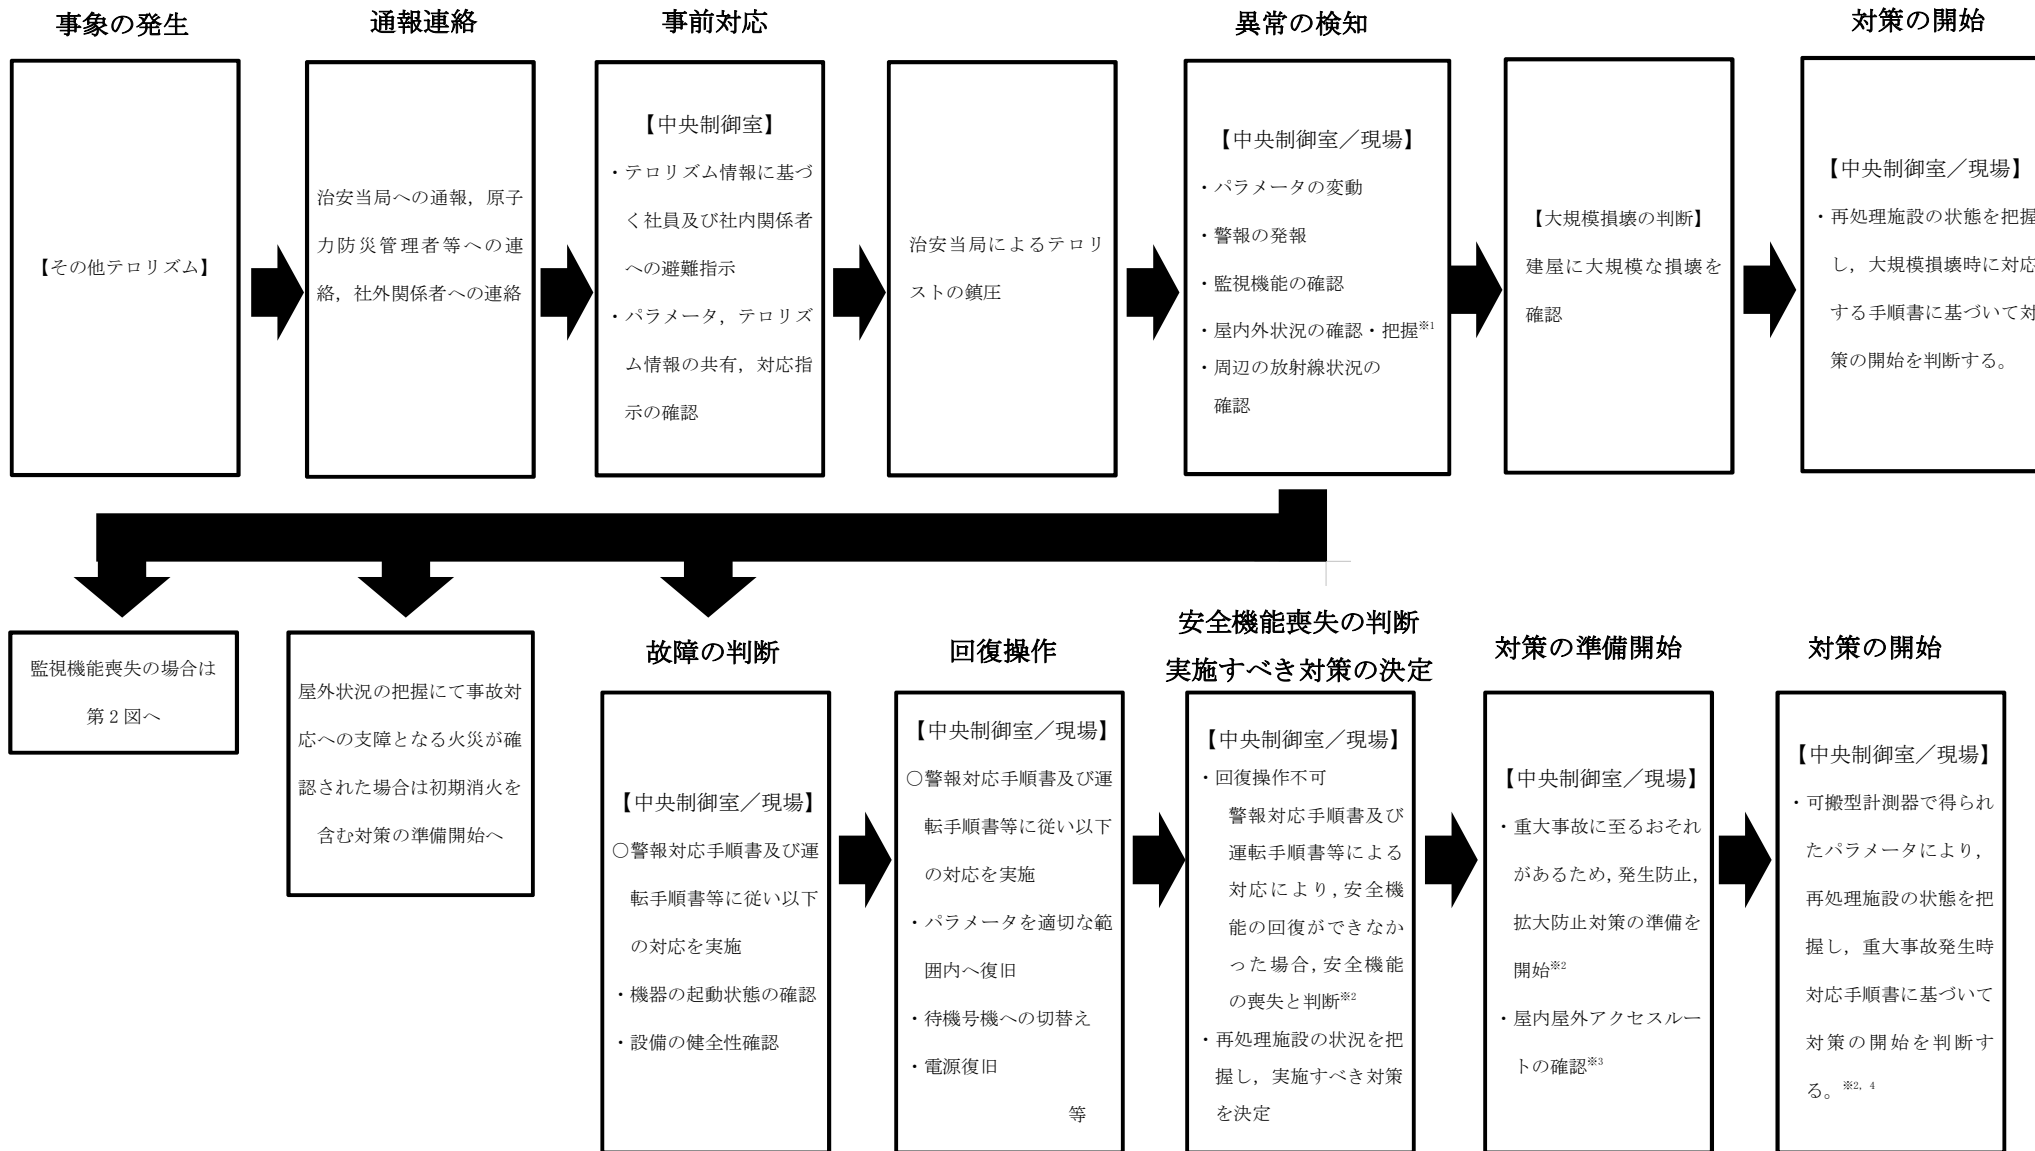 事象の発生
通報連絡
事前対応
異常の検知
対策の開始
【その他テロリズム】
治安当局への通報，原子
力防災管理者等への連
絡，社外関係者への連絡
【中央制御室】
・テロリズム情報に基づ
く社員及び社内関係者
への避難指示
・パラメータ，テロリズ
ム情報の共有，対応指
示の確認
治安当局によるテロリ
ストの鎮圧
【中央制御室／現場】
・パラメータの変動
・警報の発報
・監視機能の確認
・屋内外状況の確認・把握※1
・周辺の放射線状況の
確認
【大規模損壊の判断】
建屋に大規模な損壊を
確認
【中央制御室／現場】
・再処理施設の状態を把握
し，大規模損壊時に対応
する手順書に基づいて対
策の開始を判断する。
監視機能喪失の場合は
第２図へ
屋外状況の把握にて事故対
応への支障となる火災が確
認された場合は初期消火を
含む対策の準備開始へ
故障の判断
【中央制御室／現場】
○警報対応手順書及び運
転手順書等に従い以下
の対応を実施
・機器の起動状態の確認
・設備の健全性確認
回復操作
【中央制御室／現場】
○警報対応手順書及び運
転手順書等に従い以下
の対応を実施
・パラメータを適切な範
囲内へ復旧
・待機号機への切替え
・電源復旧
等
安全機能喪失の判断
実施すべき対策の決定
【中央制御室／現場】
・回復操作不可
警報対応手順書及び
運転手順書等による
対応により,安全機
能の回復ができなか
った場合,安全機能
の喪失と判断※2
・再処理施設の状況を把
握し，実施すべき対策
を決定
対策の準備開始
【中央制御室／現場】
・重大事故に至るおそれ
があるため,発生防止,
拡大防止対策の準備を
開始※2
・屋内屋外アクセスルー
トの確認※3
対策の開始
【中央制御室／現場】
・可搬型計測器で得られ
たパラメータにより，
再処理施設の状態を把
握し，重大事故発生時
対応手順書に基づいて
対策の開始を判断す
る。※2, 4